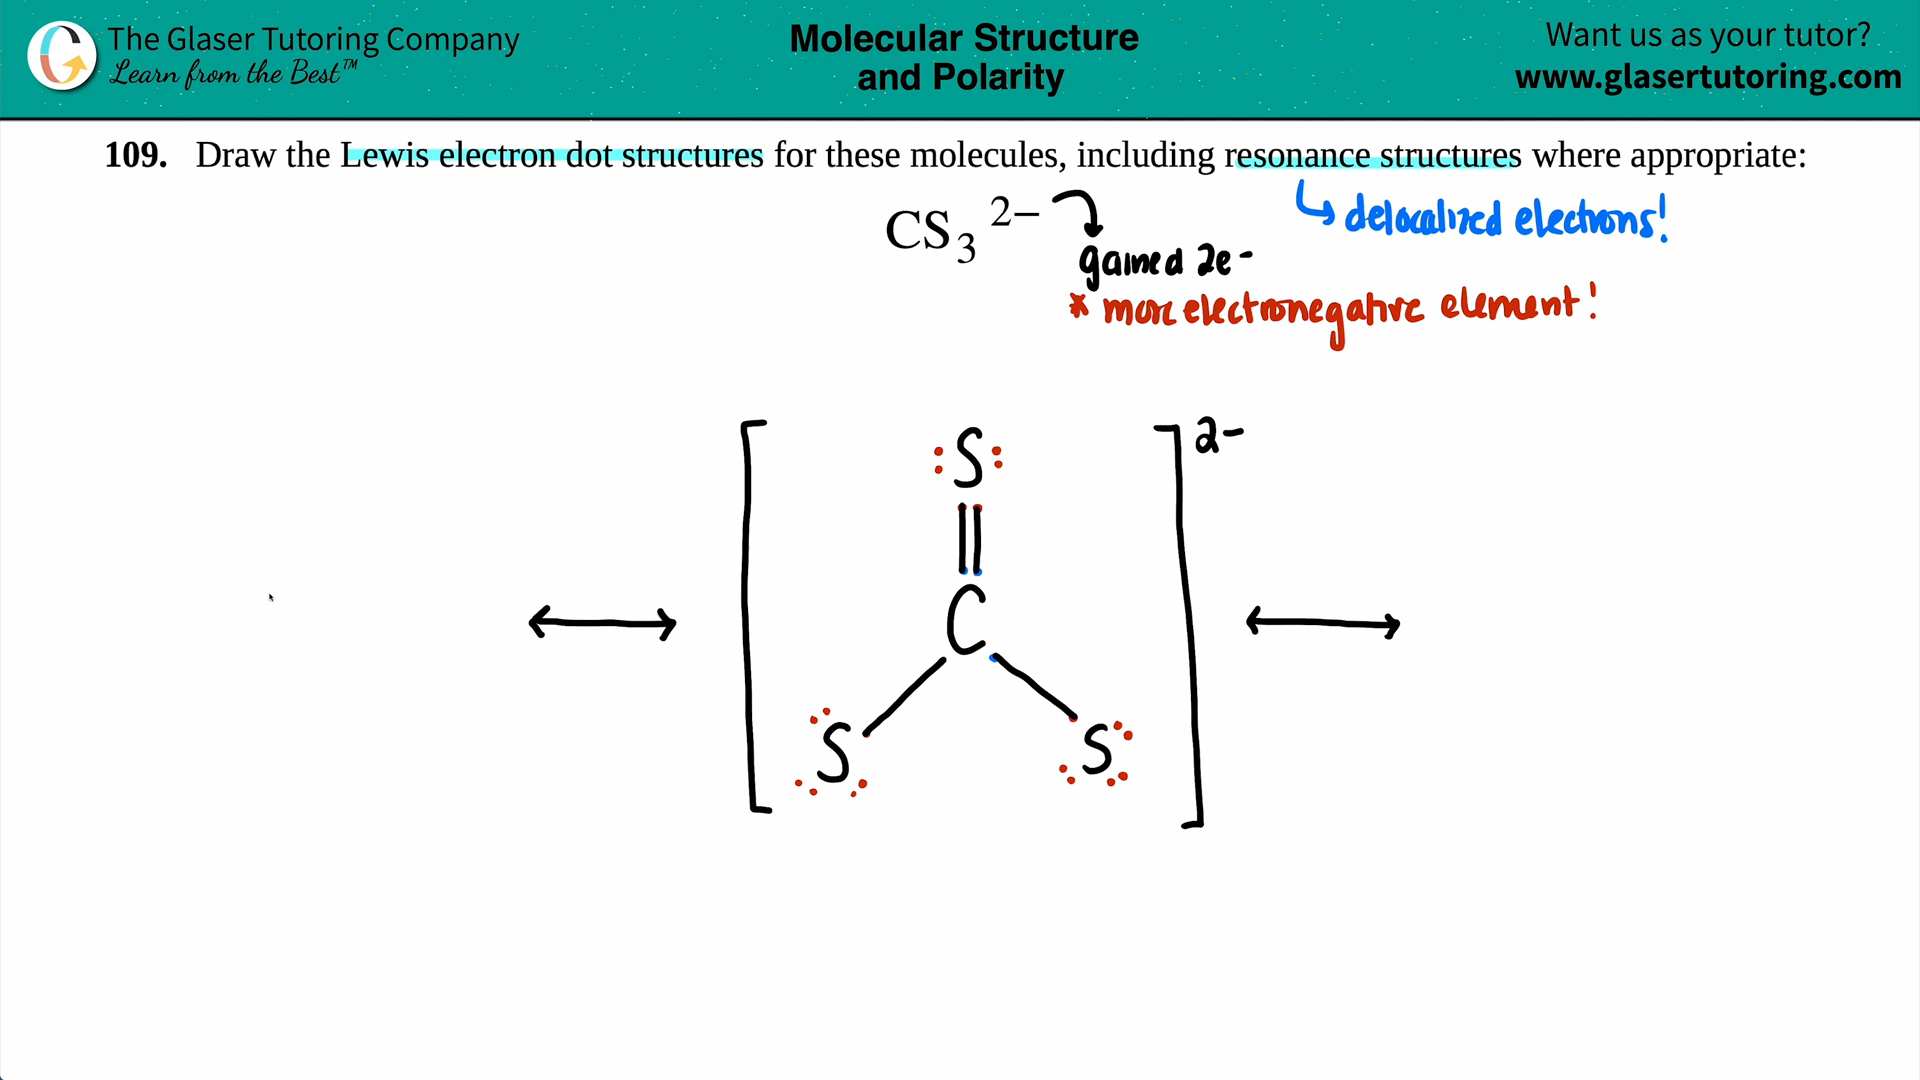 The Glaser Tutoring Company
Learn from the Best™
Molecular Structure
and Polarity
Want us as your tutor?
www.glasertutoring.com
109. Draw the Lewis electron dot structures for these molecules, including resonance structures where appropriate:
CS₃²⁻
↳ delocalized electrons!
gained 2e-
* more electronegative element!
2-
:S:
C
S
S